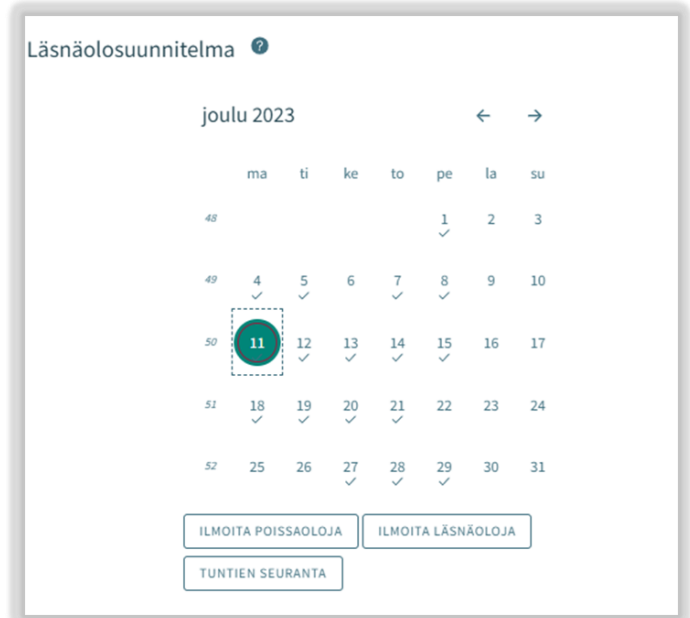 Läsnäolosuunnitelma ?
joulu 2023 ← →
ma ti ke to pe la su
48 1 2 3
✓
49 4 5 6 7 8 9 10
✓ ✓ ✓ ✓
50 11 12 13 14 15 16 17
✓ ✓ ✓ ✓
51 18 19 20 21 22 23 24
✓ ✓ ✓ ✓
52 25 26 27 28 29 30 31
✓ ✓ ✓
ILMOITA POISSAOLOJA ILMOITA LÄSNÄOLOJA
TUNTIEN SEURANTA